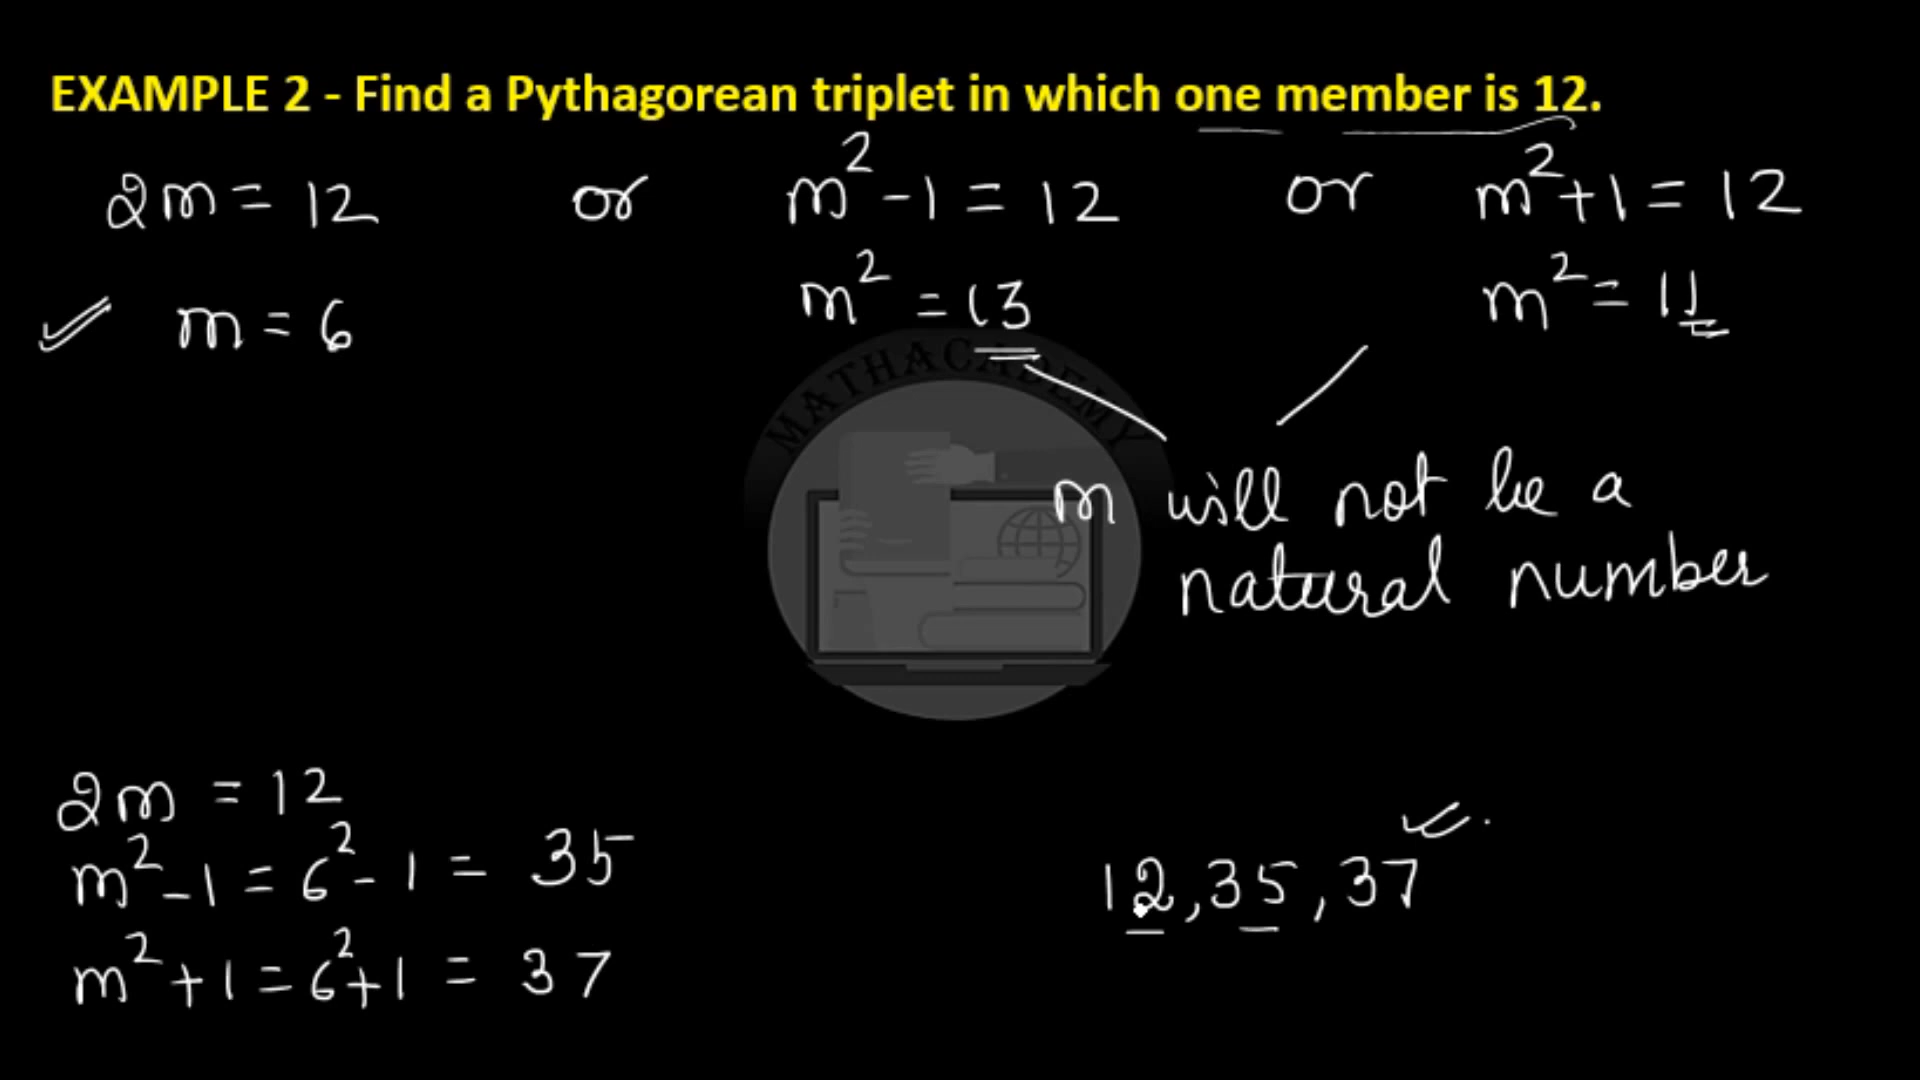 EXAMPLE 2 - Find a Pythagorean triplet in which one member is 12.
2m = 12 or m² - 1 = 12 or m² + 1 = 12
m = 6 m² = 13 m² = 11
MATHACADEMY
m will not be a
natural number
2m = 12
m² - 1 = 6² - 1 = 35
12, 35, 37
m² + 1 = 6² + 1 = 37